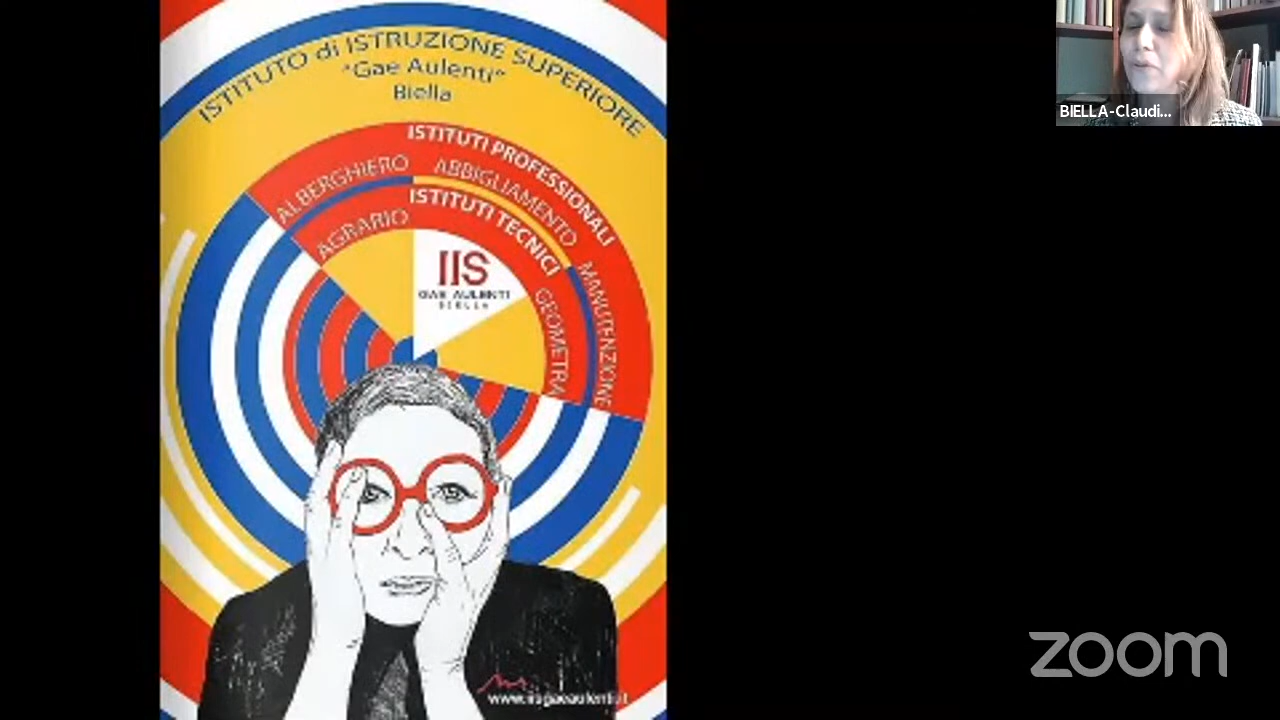 ISTITUTO di ISTRUZIONE SUPERIORE
"Gae Aulenti"
Biella
ISTITUTI PROFESSIONALI
ALBERGHIERO
ABBIGLIAMENTO
MANUTENZIONE
ISTITUTI TECNICI
AGRARIO
GEOMETRA
IIS
GAE AULENTI
BIELLA
www.iisgaeaulenti.it
BIELLA-Claudi...
zoom